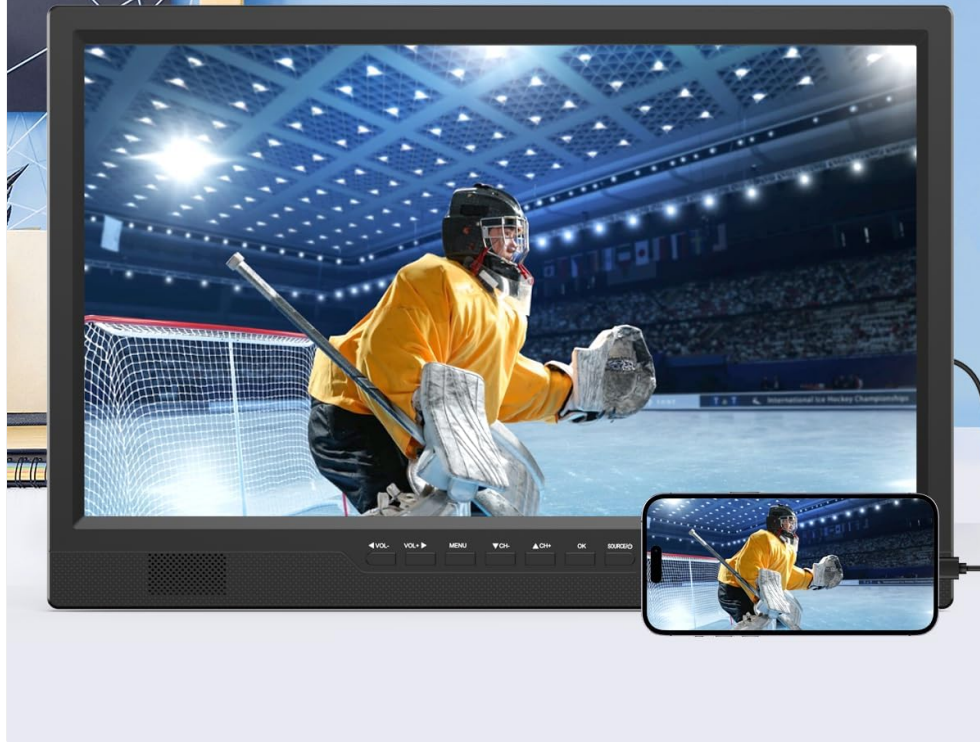 International Ice Hockey Championships
◀ VOL- VOL+ ▶ MENU ▼CH- ▲CH+ OK SOURCE/⏻